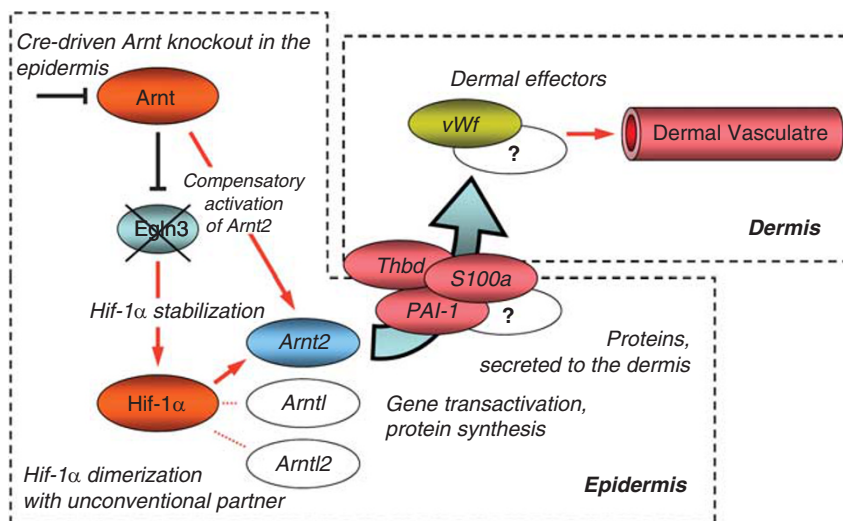 Cre-driven Arnt knockout in the
epidermis
Arnt
Compensatory
activation
of Arnt2
Egln3
Hif-1α stabilization
Hif-1α
Arnt2
Arntl
Arntl2
Hif-1α dimerization
with unconventional partner
Dermal effectors
vWf
?
Dermal Vasculatre
Dermis
Thbd
S100a
PAI-1
?
Proteins,
secreted to the dermis
Gene transactivation,
protein synthesis
Epidermis